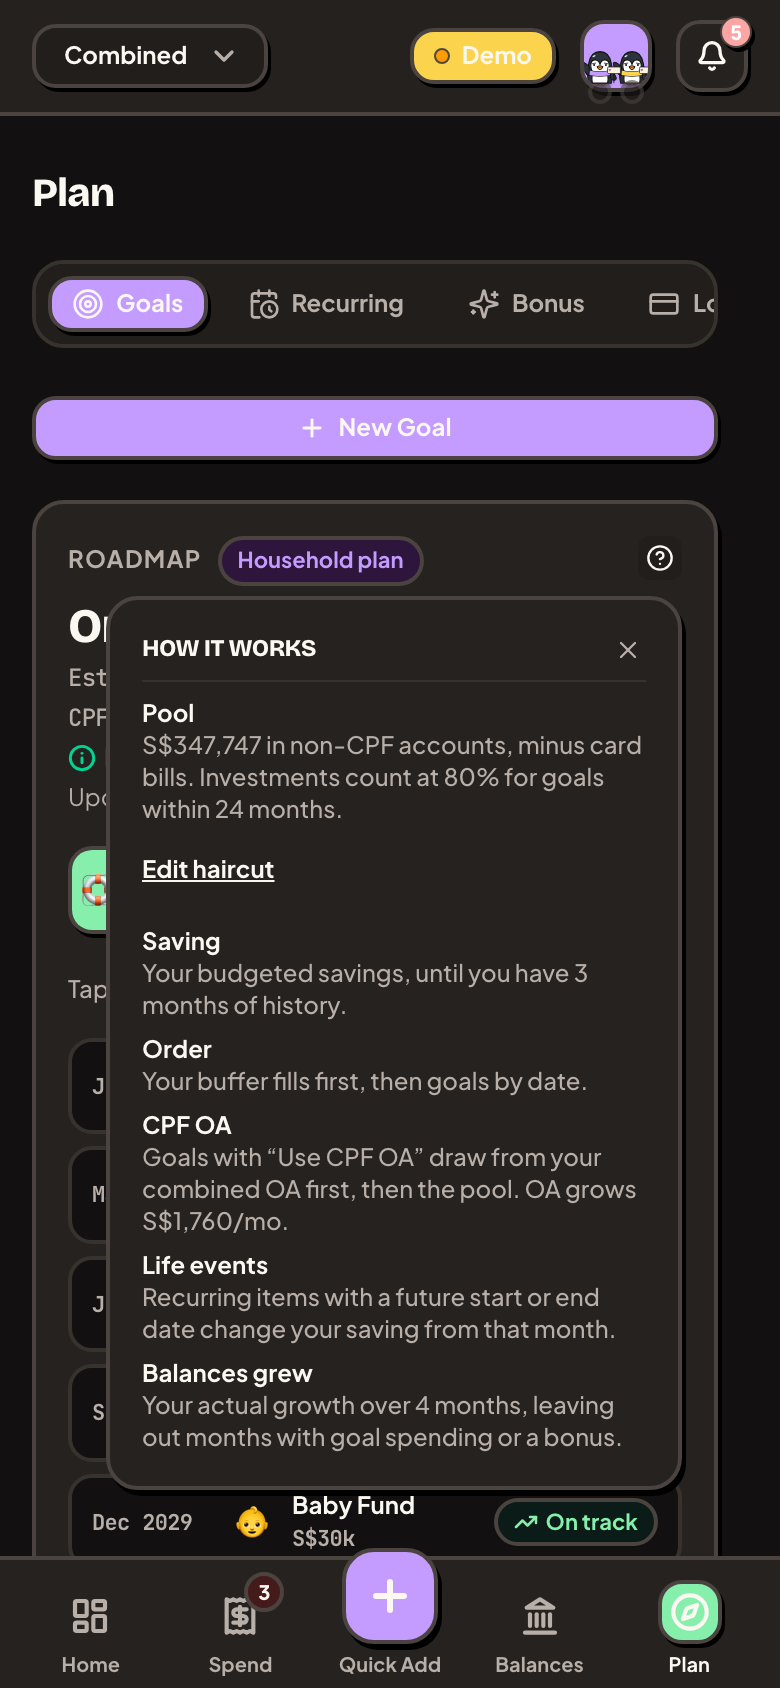 Combined
Demo
5
Plan
Goals
Recurring
Bonus
New Goal
ROADMAP
Household plan
HOW IT WORKS
Pool
S$347,747 in non-CPF accounts, minus card
bills. Investments count at 80% for goals
within 24 months.
Edit haircut
Saving
Your budgeted savings, until you have 3
months of history.
Order
Your buffer fills first, then goals by date.
CPF OA
Goals with “Use CPF OA” draw from your
combined OA first, then the pool. OA grows
S$1,760/mo.
Life events
Recurring items with a future start or end
date change your saving from that month.
Balances grew
Your actual growth over 4 months, leaving
out months with goal spending or a bonus.
Est
CPF
Tap
Dec 2029
Baby Fund
S$30k
On track
3
Home
Spend
Quick Add
Balances
Plan